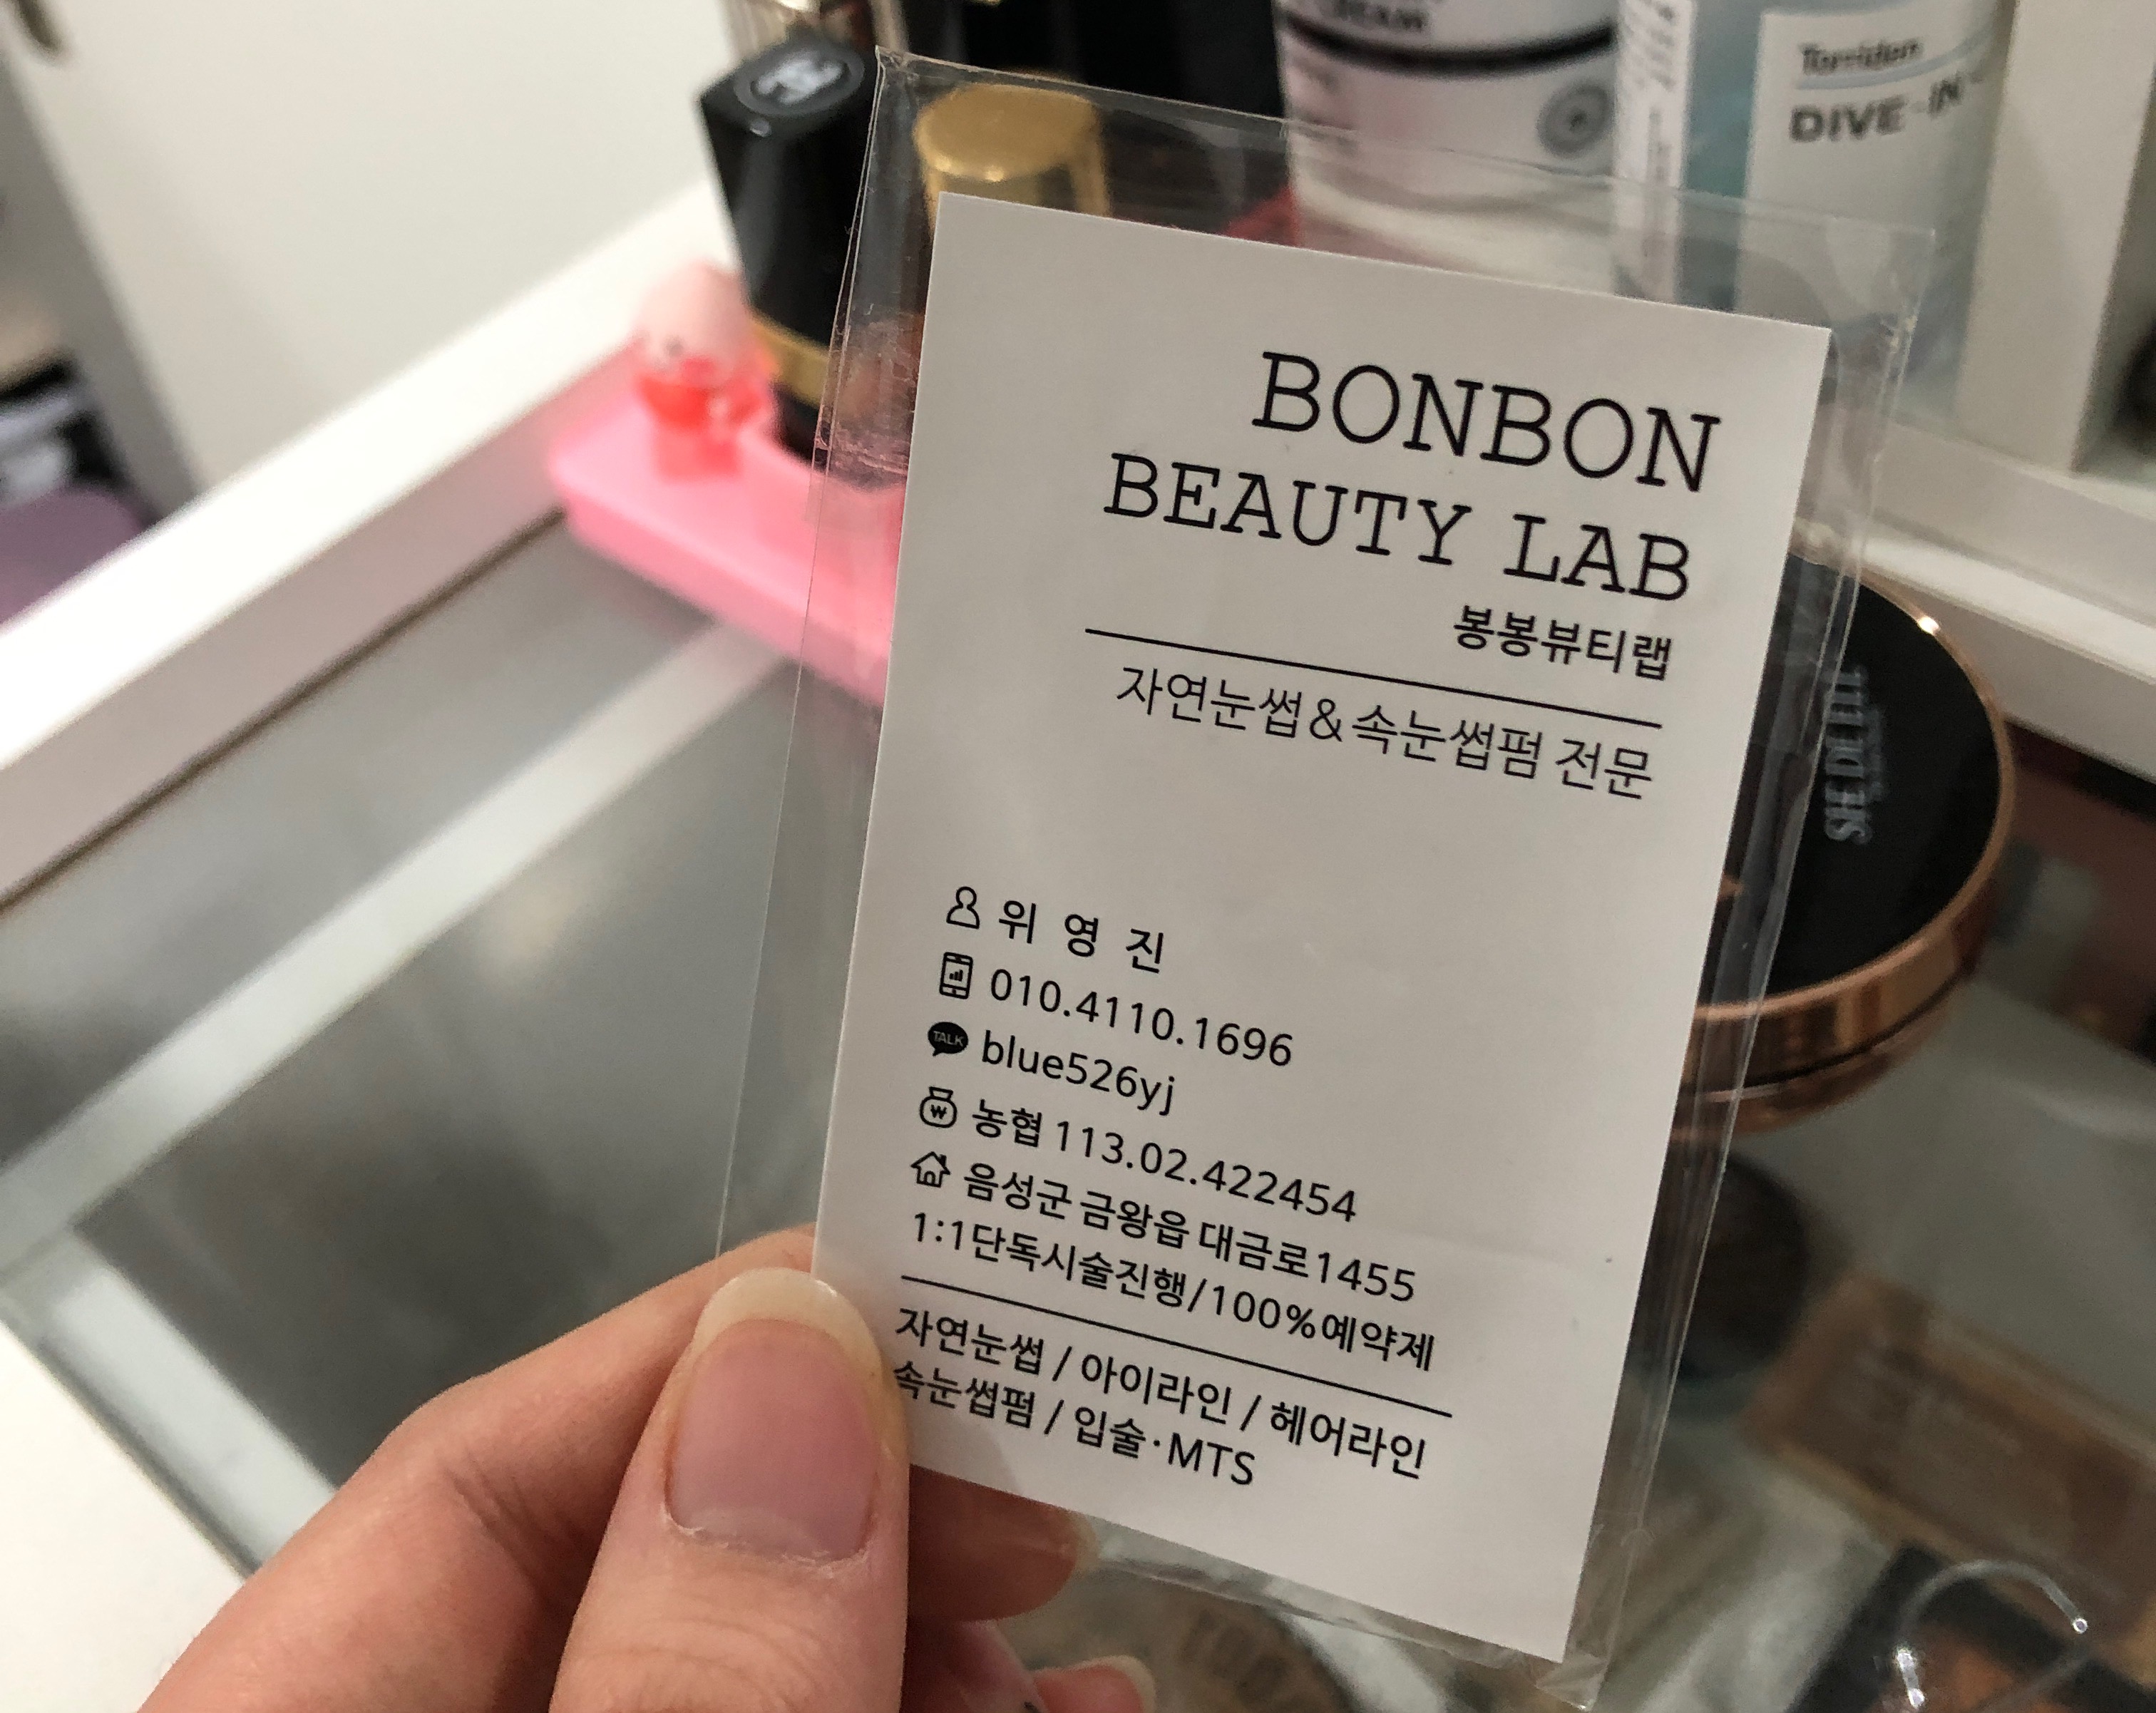 CREAM
Torriden
DIVE-IN
BONBON
BEAUTY LAB
봉봉뷰티랩
자연눈썹&속눈썹펌 전문
위 영 진
010.4110.1696
TALK
blue526yj
농협 113.02.422454
음성군 금왕읍 대금로1455
1:1단독시술진행/100%예약제
자연눈썹 / 아이라인 / 헤어라인
속눈썹펌 / 입술·MTS